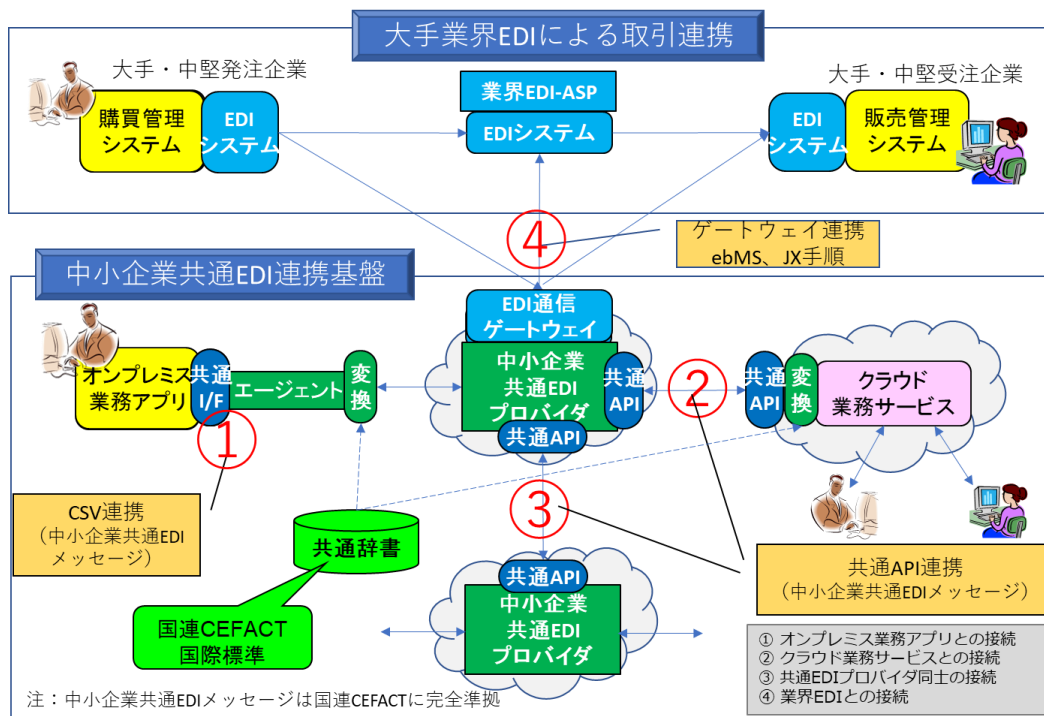 大手業界EDIによる取引連携
大手・中堅発注企業
大手・中堅受注企業
購買管理
システム
EDI
システム
業界EDI-ASP
EDIシステム
EDI
システム
販売管理
システム
④
ゲートウェイ連携
ebMS、JX手順
中小企業共通EDI連携基盤
EDI通信
ゲートウェイ
オンプレミス
業務アプリ
共通
I/F
エージェント
変
換
中小企業
共通EDI
プロバイダ
共通
API
共通API
②
共通
API
変
換
クラウド
業務サービス
①
CSV連携
(中小企業共通EDI
メッセージ)
③
共通辞書
国連CEFACT
国際標準
共通API
中小企業
共通EDI
プロバイダ
共通API連携
(中小企業共通EDIメッセージ)
① オンプレミス業務アプリとの接続
② クラウド業務サービスとの接続
③ 共通EDIプロバイダ同士の接続
④ 業界EDIとの接続
注：中小企業共通EDIメッセージは国連CEFACTに完全準拠